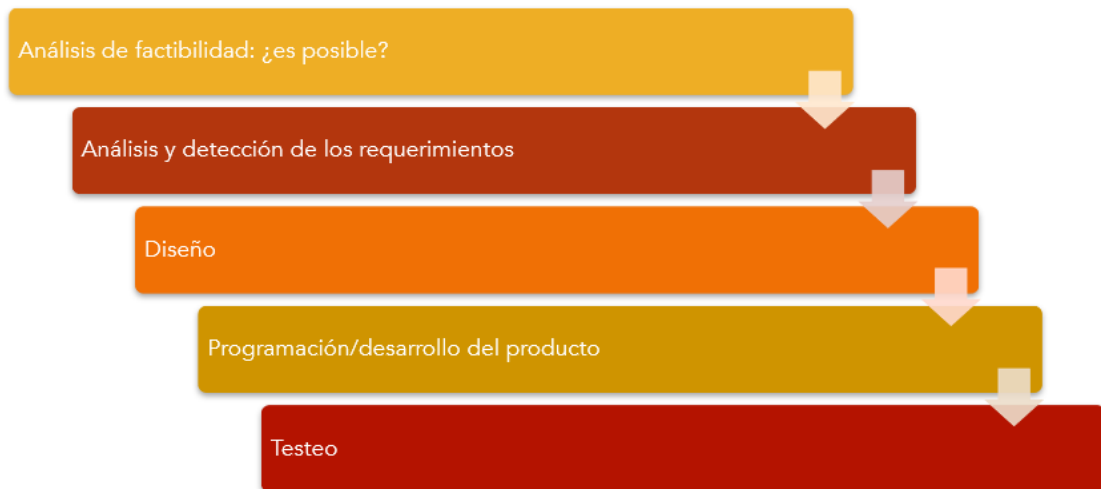 Análisis de factibilidad: ¿es posible?
Análisis y detección de los requerimientos
Diseño
Programación/desarrollo del producto
Testeo